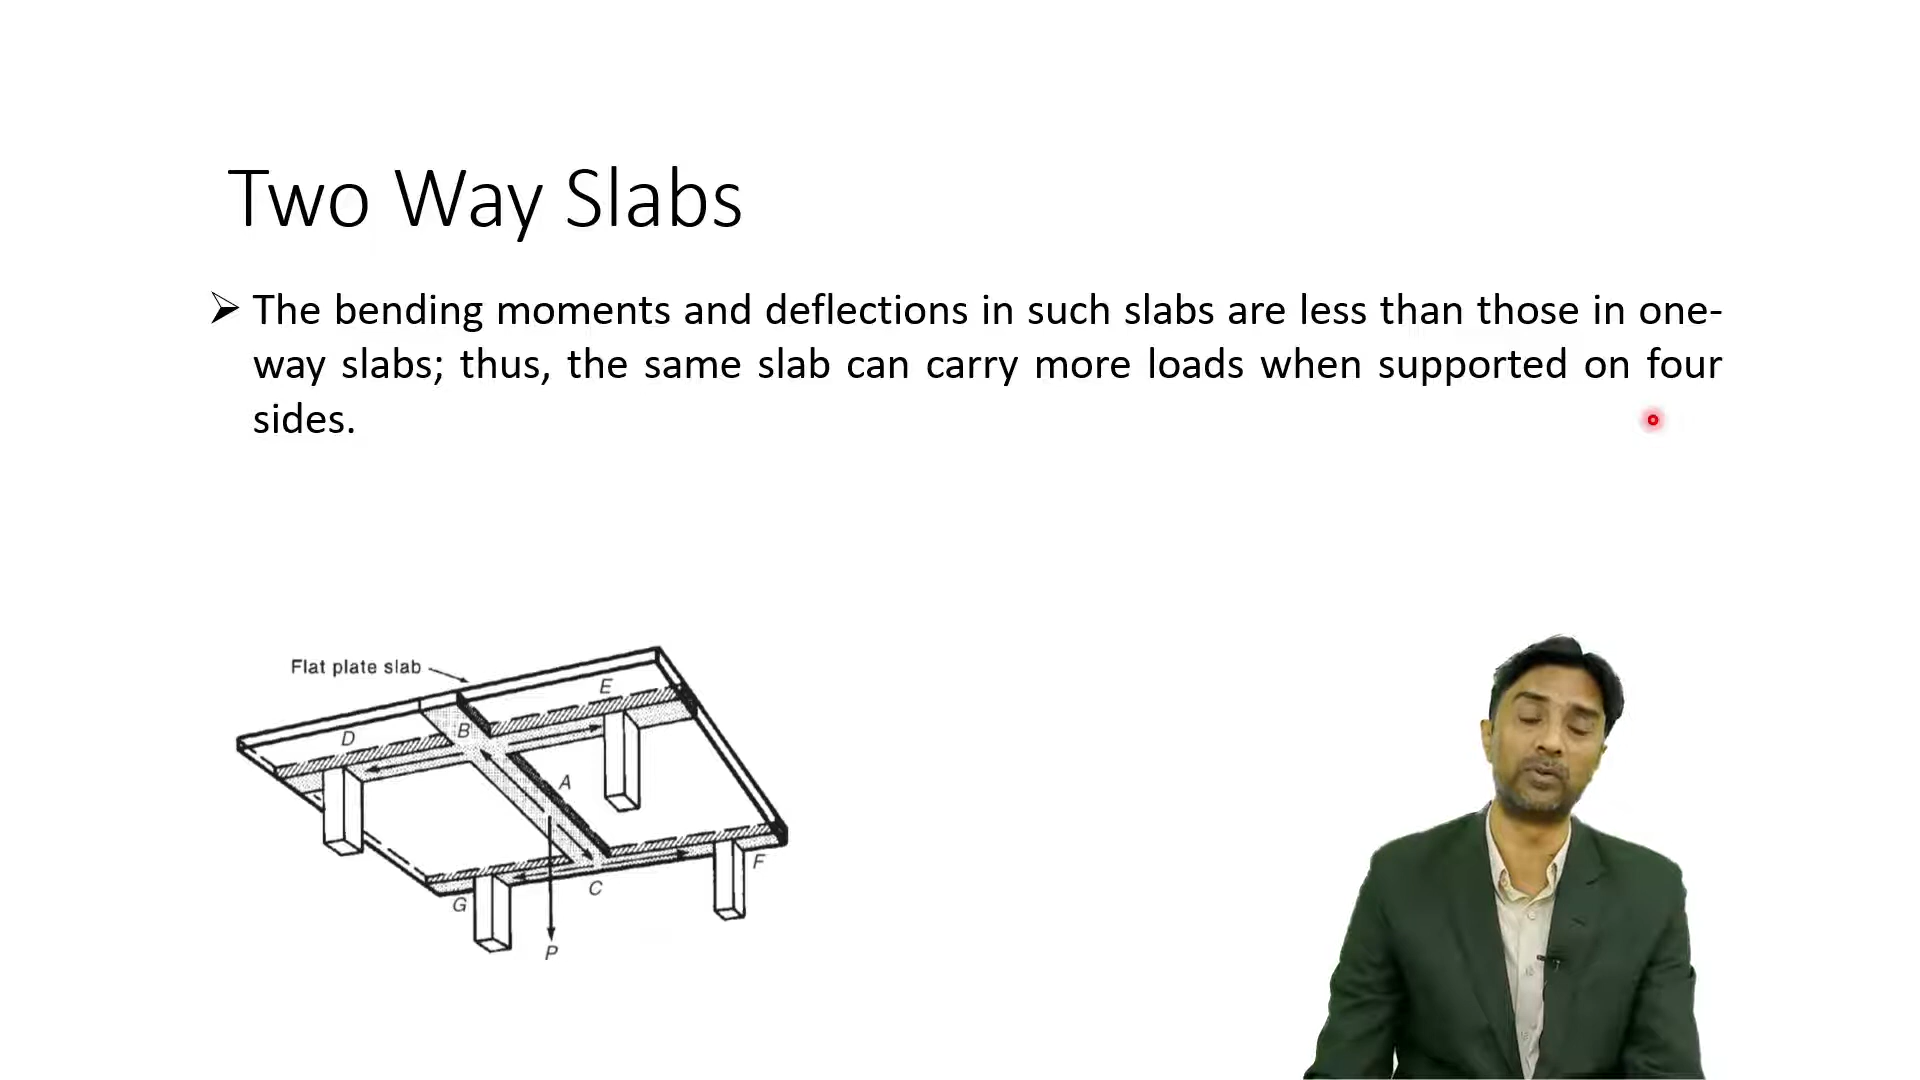 Two Way Slabs
➢ The bending moments and deflections in such slabs are less than those in one-
way slabs; thus, the same slab can carry more loads when supported on four
sides.
Flat plate slab
E
D
B
A
F
C
G
P